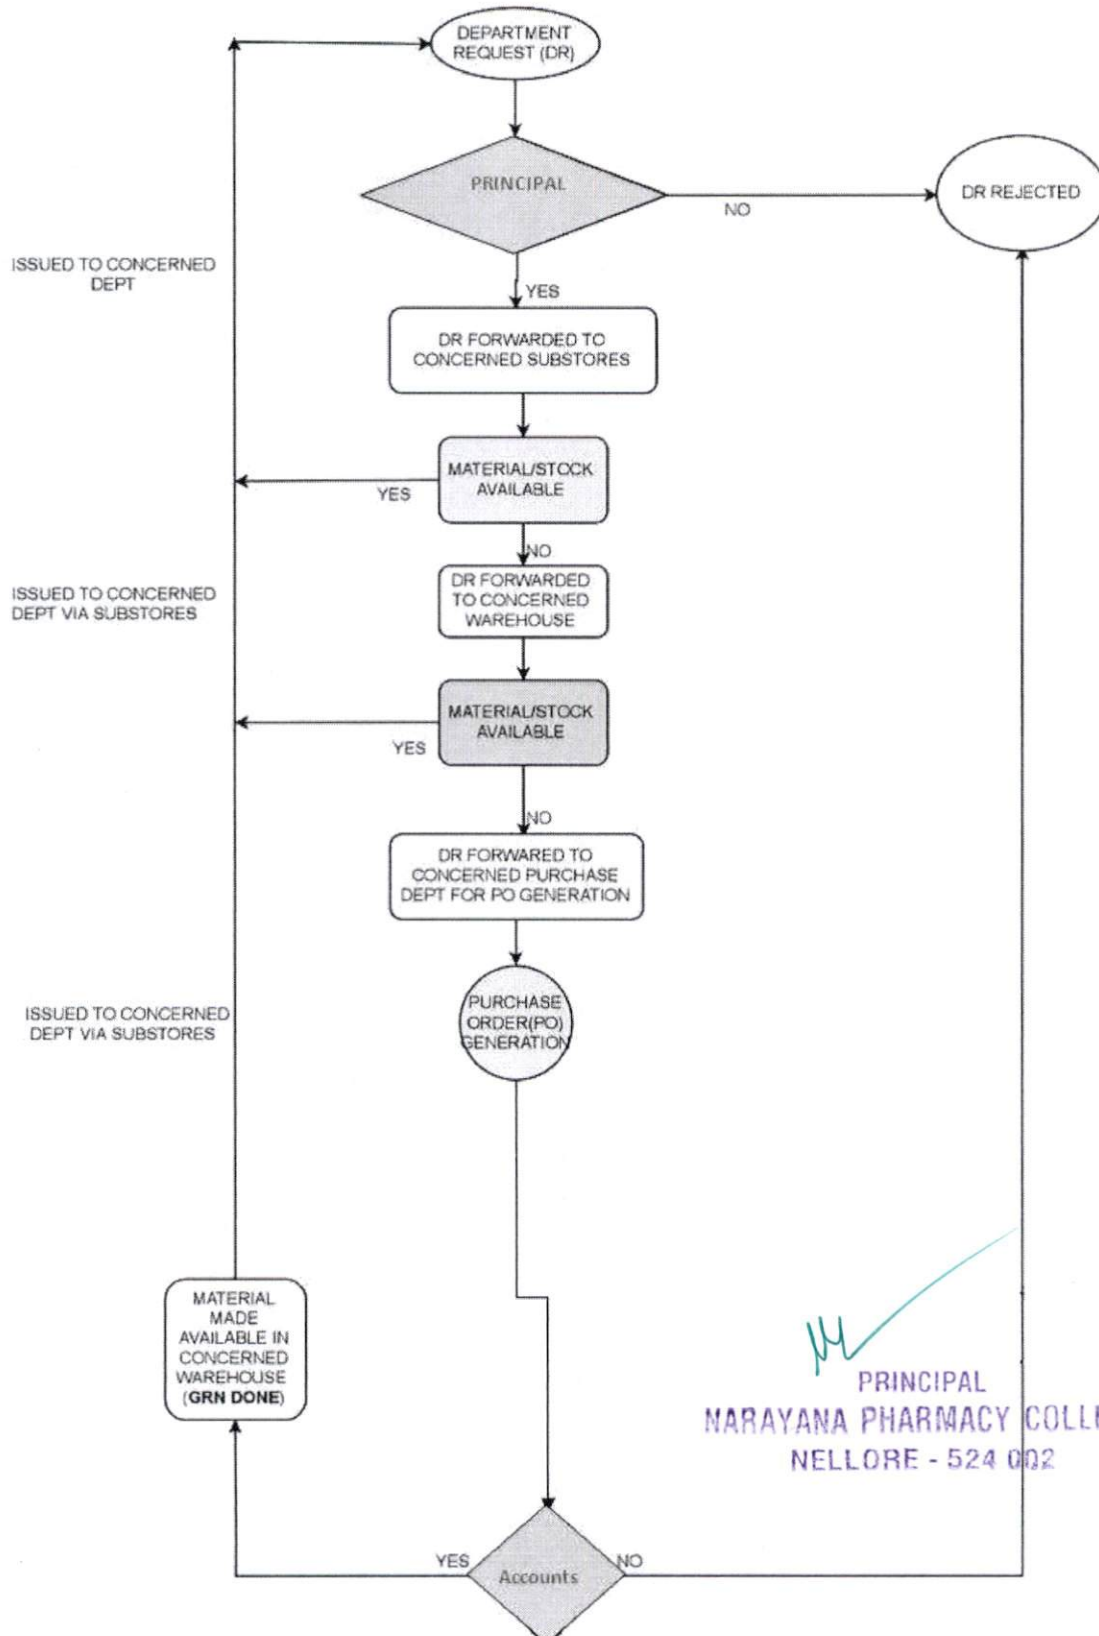 DEPARTMENT
REQUEST (DR)
PRINCIPAL
NO
DR REJECTED
ISSUED TO CONCERNED
DEPT
YES
DR FORWARDED TO
CONCERNED SUBSTORES
MATERIAL/STOCK
AVAILABLE
YES
NO
ISSUED TO CONCERNED
DEPT VIA SUBSTORES
DR FORWARDED
TO CONCERNED
WAREHOUSE
MATERIAL/STOCK
AVAILABLE
YES
NO
DR FORWARED TO
CONCERNED PURCHASE
DEPT FOR PO GENERATION
ISSUED TO CONCERNED
DEPT VIA SUBSTORES
PURCHASE
ORDER(PO)
GENERATION
MATERIAL
MADE
AVAILABLE IN
CONCERNED
WAREHOUSE
(GRN DONE)
PRINCIPAL
NARAYANA PHARMACY
NELLORE - 524 002
YES
Accounts
NO